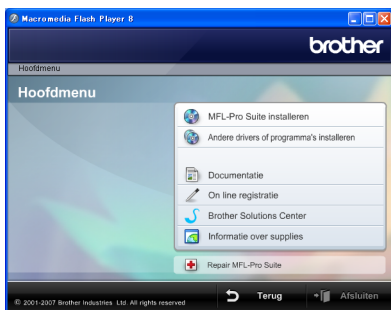 Macromedia Flash Player 8
brother
Hoofdmenu
Hoofdmenu
MFL-Pro Suite installeren
Andere drivers of programma's installeren
Documentatie
On line registratie
Brother Solutions Center
Informatie over supplies
Repair MFL-Pro Suite
© 2001-2007 Brother Industries Ltd. All rights reserved
Terug
Afsluiten